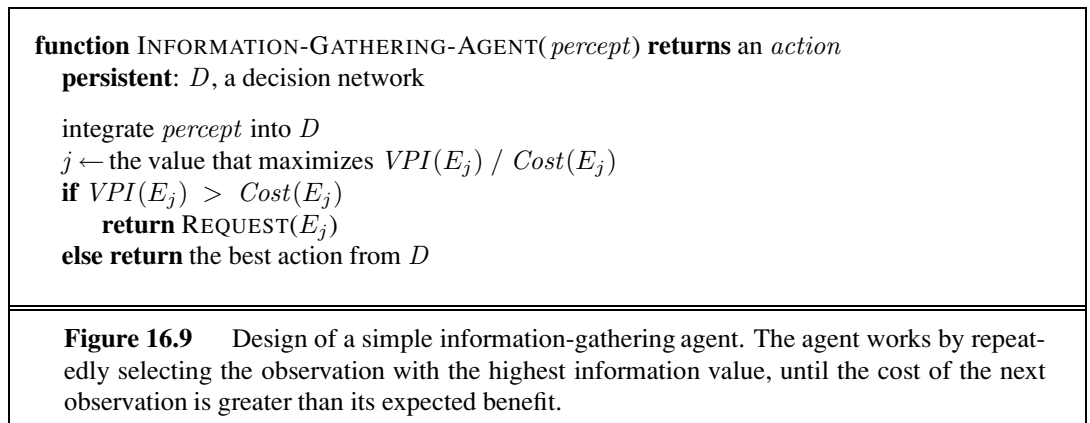 function INFORMATION-GATHERING-AGENT(percept) returns an action
persistent: D, a decision network
integrate percept into D
j ← the value that maximizes VPI(E_j) / Cost(E_j)
if VPI(E_j) > Cost(E_j)
return REQUEST(E_j)
else return the best action from D
Figure 16.9 Design of a simple information-gathering agent. The agent works by repeat-
edly selecting the observation with the highest information value, until the cost of the next
observation is greater than its expected benefit.